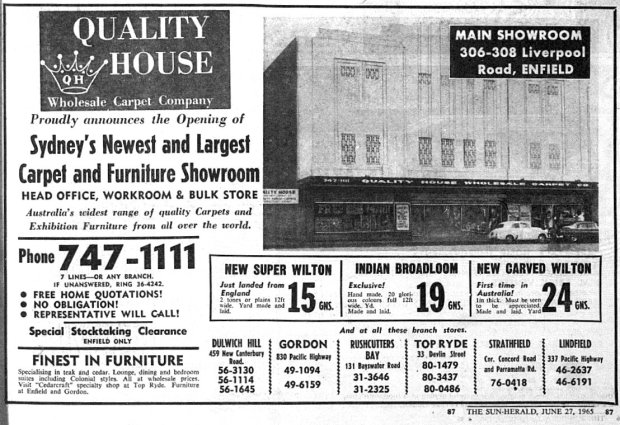 QUALITY
HOUSE
QH
Wholesale Carpet Company
Proudly announces the Opening of
Sydney's Newest and Largest
Carpet and Furniture Showroom
HEAD OFFICE, WORKROOM & BULK STORE
Australia's widest range of quality Carpets and
Exhibition Furniture from all over the world.
Phone 747-1111
7 LINES—OR ANY BRANCH.
IF UNANSWERED, RING 36-4242.
● FREE HOME QUOTATIONS!
● NO OBLIGATION!
● REPRESENTATIVE WILL CALL!
Special Stocktaking Clearance
ENFIELD ONLY
FINEST IN FURNITURE
Specialising in teak and cedar. Lounge, dining and bedroom
suites including Colonial styles. All at wholesale prices.
Visit "Cedarcraft" specialty shop at Top Ryde. Furniture
at Enfield and Gordon.
MAIN SHOWROOM
306-308 Liverpool
Road, ENFIELD
747-1111 QUALITY HOUSE WHOLESALE CARPET CO
QUALITY HOUSE
NEW SUPER WILTON
Just landed from
England
2 tones or plains 12ft
wide. Yard made and
laid.
15 GNS.
INDIAN BROADLOOM
Exclusive!
Hand made, 20 glori-
ous colours full 12ft
wide. Yd.
Made and laid.
19 GNS.
NEW CARVED WILTON
First time in
Australia!
1in thick. Must be seen
to be appreciated.
Made and laid. Yard
24 GNS.
And at all these branch stores.
DULWICH HILL
459 New Canterbury
Road.
56-3130
56-1114
56-1645
GORDON
830 Pacific Highway
49-1094
49-6159
RUSHCUTTERS
BAY
131 Bayswater Road
31-3646
31-2325
TOP RYDE
33 Devlin Street
80-1479
80-3437
80-0486
STRATHFIELD
Cnr. Concord Road
and Parramatta Rd.
76-0418
LINDFIELD
337 Pacific Highway
46-2637
46-6191
87 THE SUN-HERALD, JUNE 27, 1965 87